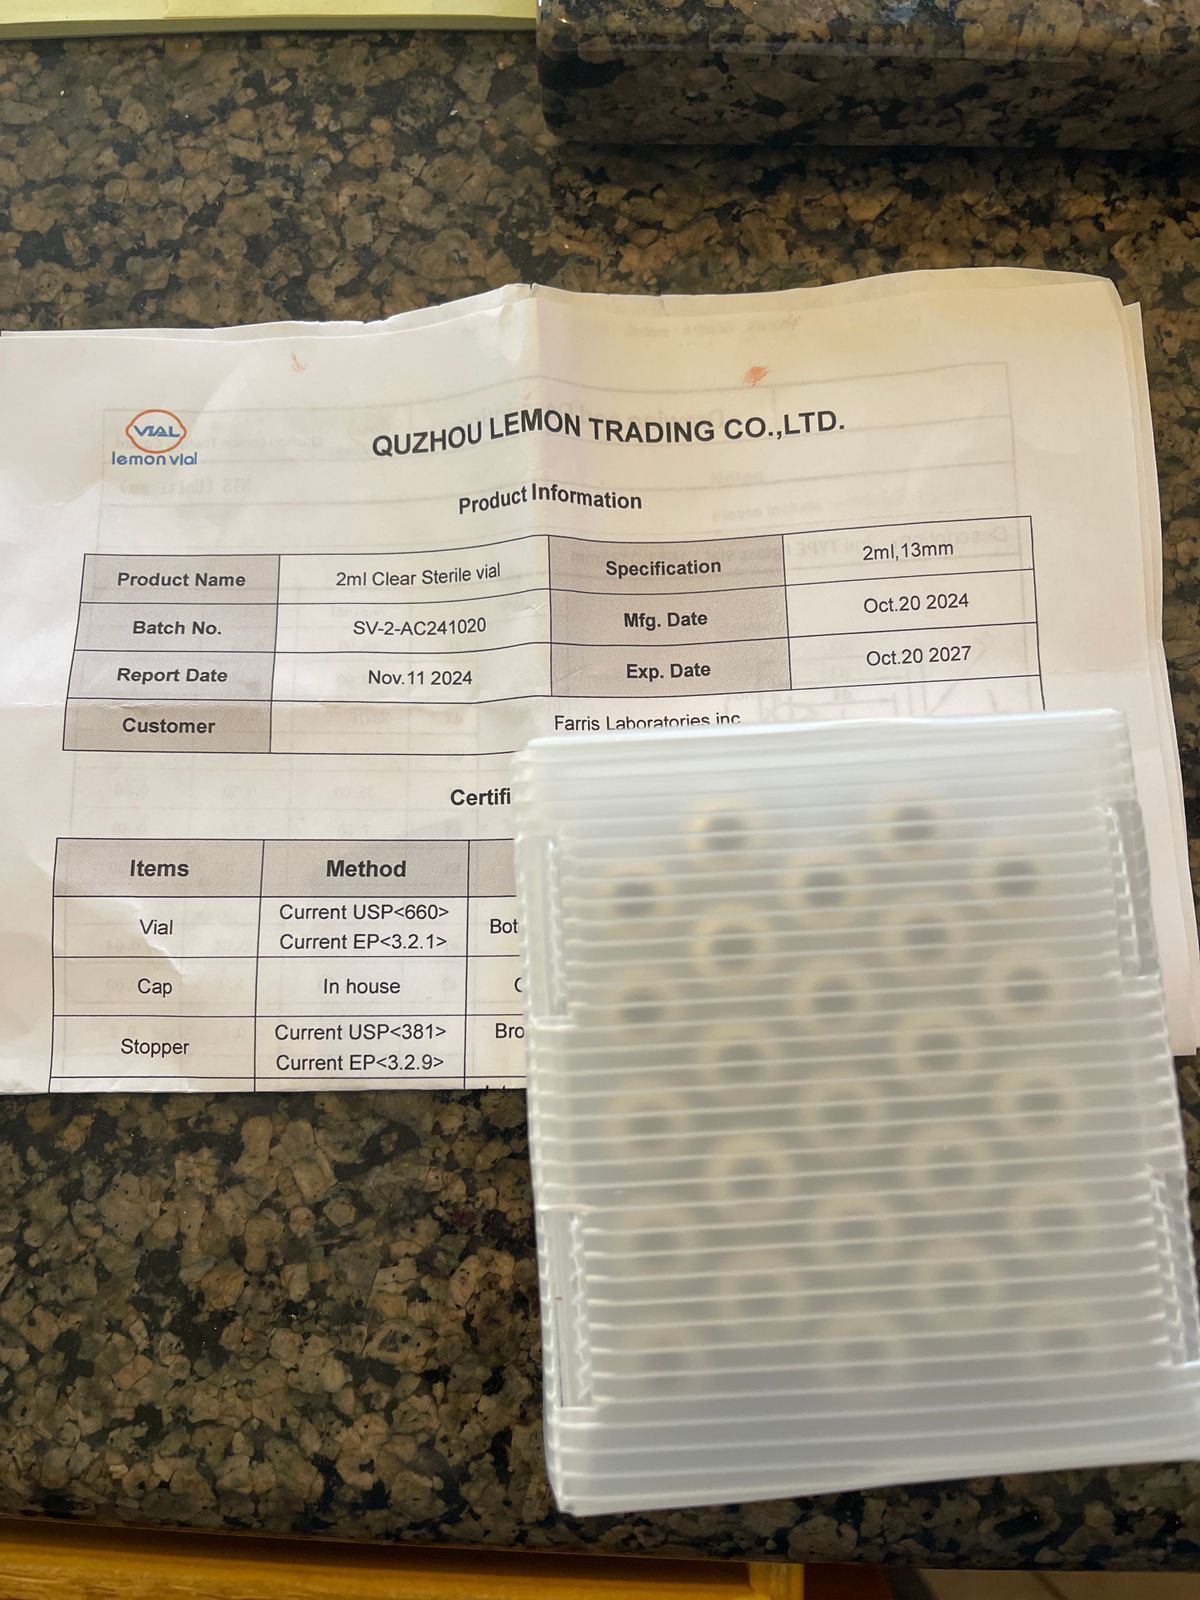 VIAL
lemon vial
QUZHOU LEMON TRADING CO.,LTD.
Product Information
Product Name 2ml Clear Sterile vial Specification 2ml,13mm
Batch No. SV-2-AC241020 Mfg. Date Oct.20 2024
Report Date Nov.11 2024 Exp. Date Oct.20 2027
Customer Farris Laboratories inc.
Certifi
Items Method
Vial Current USP<660>
Current EP<3.2.1>
Bot
Cap In house
Stopper Current USP<381>
Current EP<3.2.9>
Bro